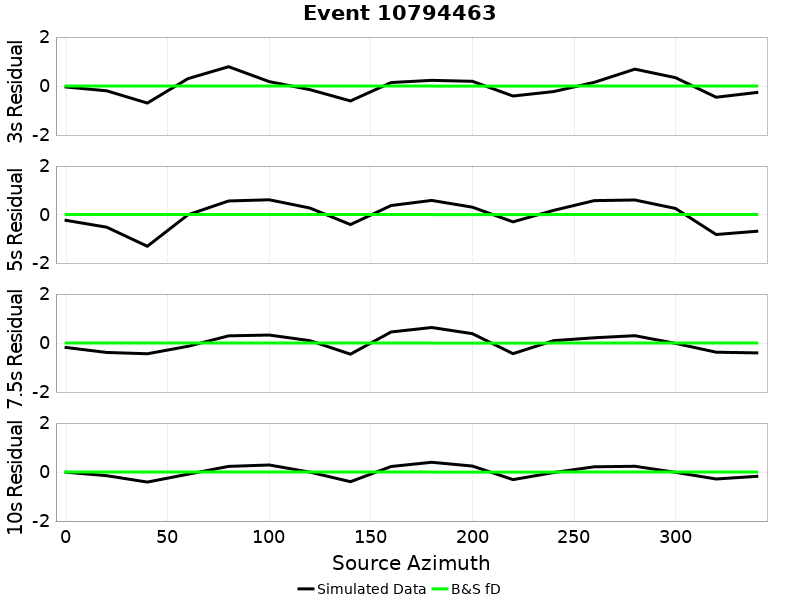 Event 10794463
3s Residual
2
0
-2
5s Residual
2
0
-2
7.5s Residual
2
0
-2
10s Residual
2
0
-2
0 50 100 150 200 250 300
Source Azimuth
Simulated Data B&S fD